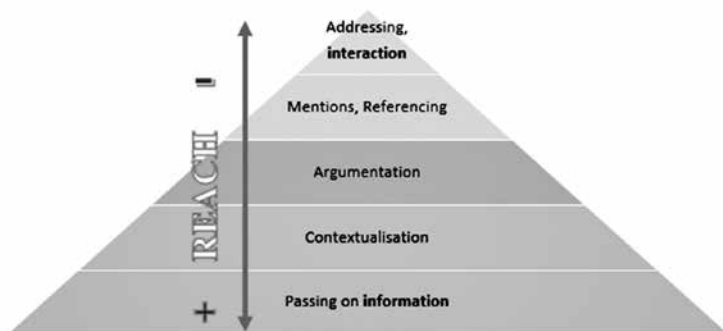 Addressing,
interaction
Mentions, Referencing
Argumentation
Contextualisation
Passing on information
+ REACH -